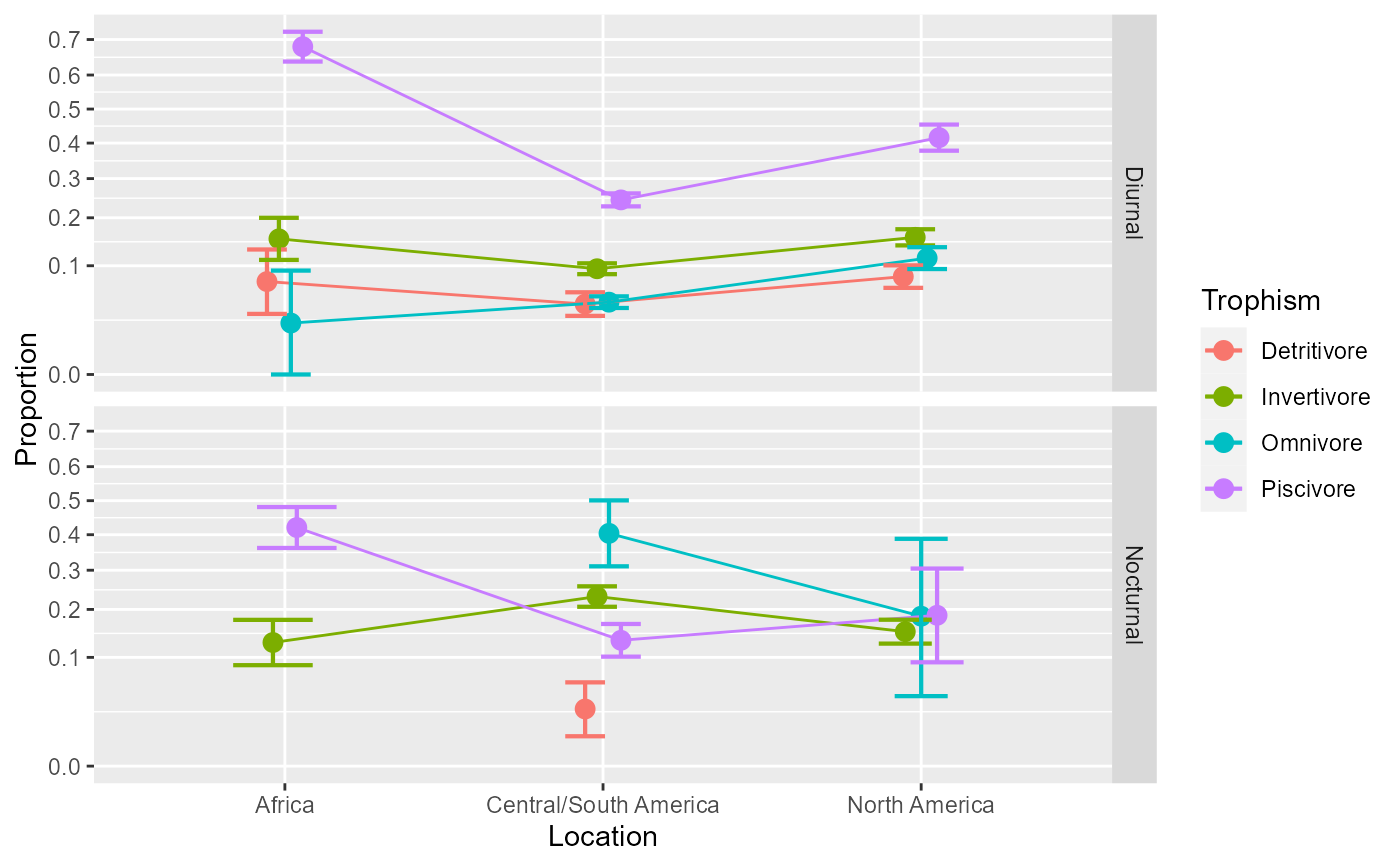 0.7
0.6
0.5
0.4
0.3
0.2
0.1
0.0
Diurnal
0.7
0.6
0.5
0.4
0.3
0.2
0.1
0.0
Nocturnal
Proportion
Africa
Central/South America
North America
Location
Trophism
Detritivore
Invertivore
Omnivore
Piscivore